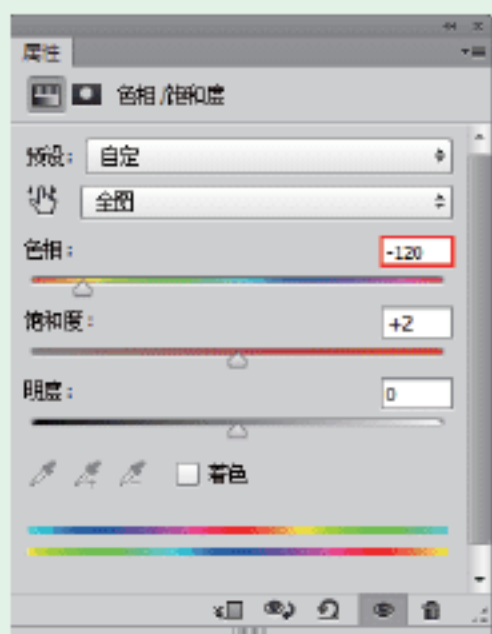 属性
色相/饱和度
预设： 自定
全图
色相： -120
饱和度： +2
明度： 0
着色